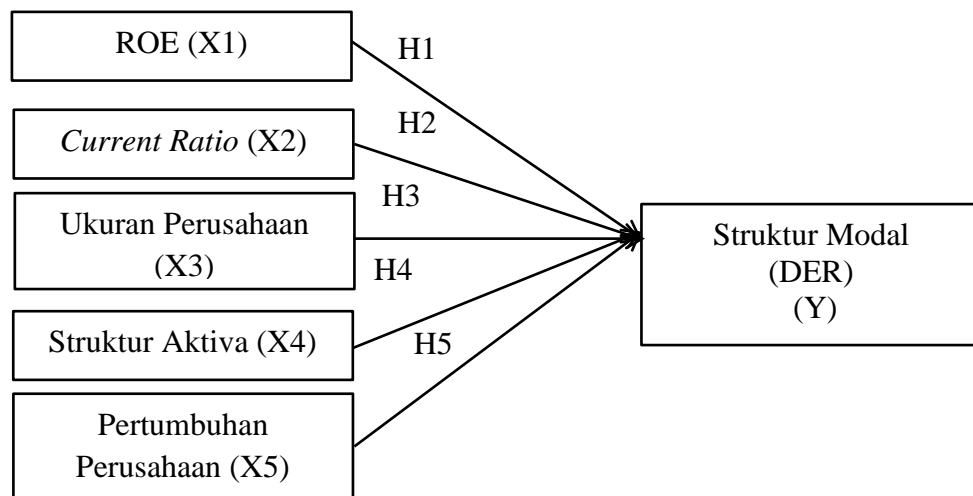 ROE (X1)
H1
Current Ratio (X2)
H2
H3
Ukuran Perusahaan
(X3)
H4
Struktur Aktiva (X4)
H5
Pertumbuhan
Perusahaan (X5)
Struktur Modal
(DER)
(Y)